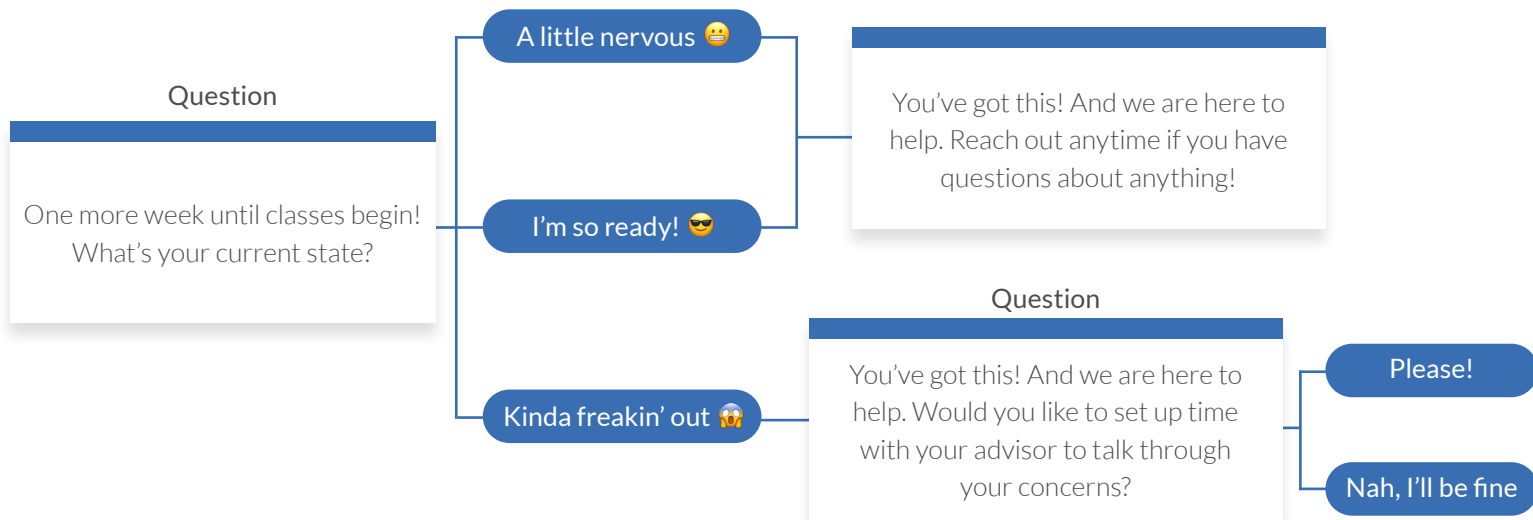 Question
One more week until classes begin!
What’s your current state?
A little nervous 😬
I’m so ready! 😎
Kinda freakin’ out 😱
You’ve got this! And we are here to
help. Reach out anytime if you have
questions about anything!
Question
You’ve got this! And we are here to
help. Would you like to set up time
with your advisor to talk through
your concerns?
Please!
Nah, I’ll be fine